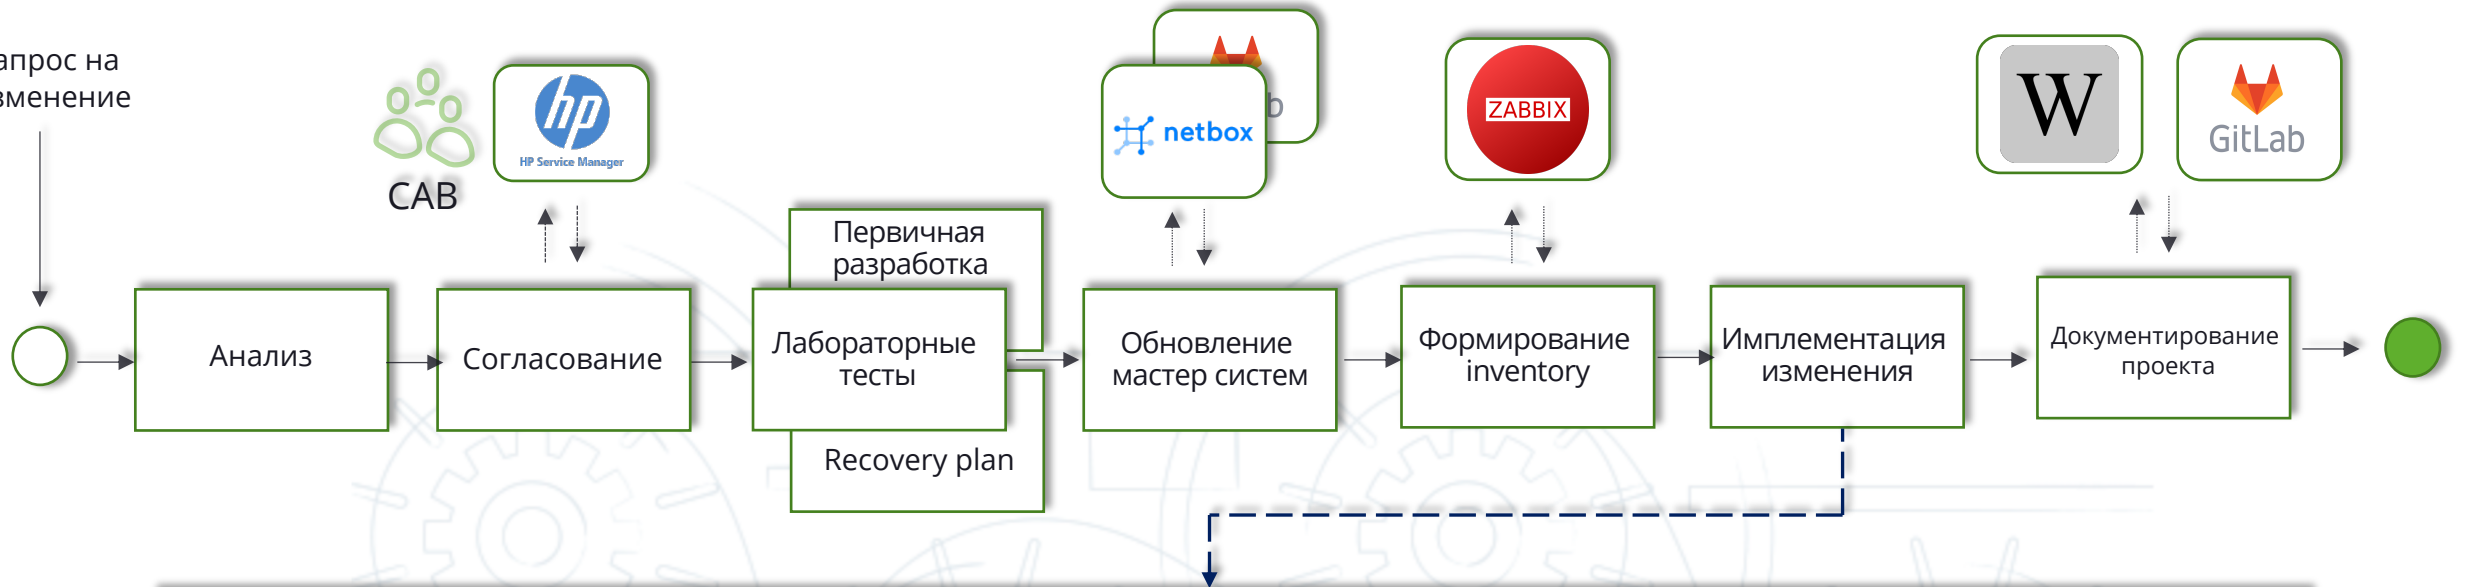 апрос на
зменение
CAB
hp
HP Service Manager
netbox
b
ZABBIX
W
GitLab
Первичная
разработка
Анализ
Согласование
Лабораторные
тесты
Recovery plan
Обновление
мастер систем
Формирование
inventory
Имплементация
изменения
Документирование
проекта